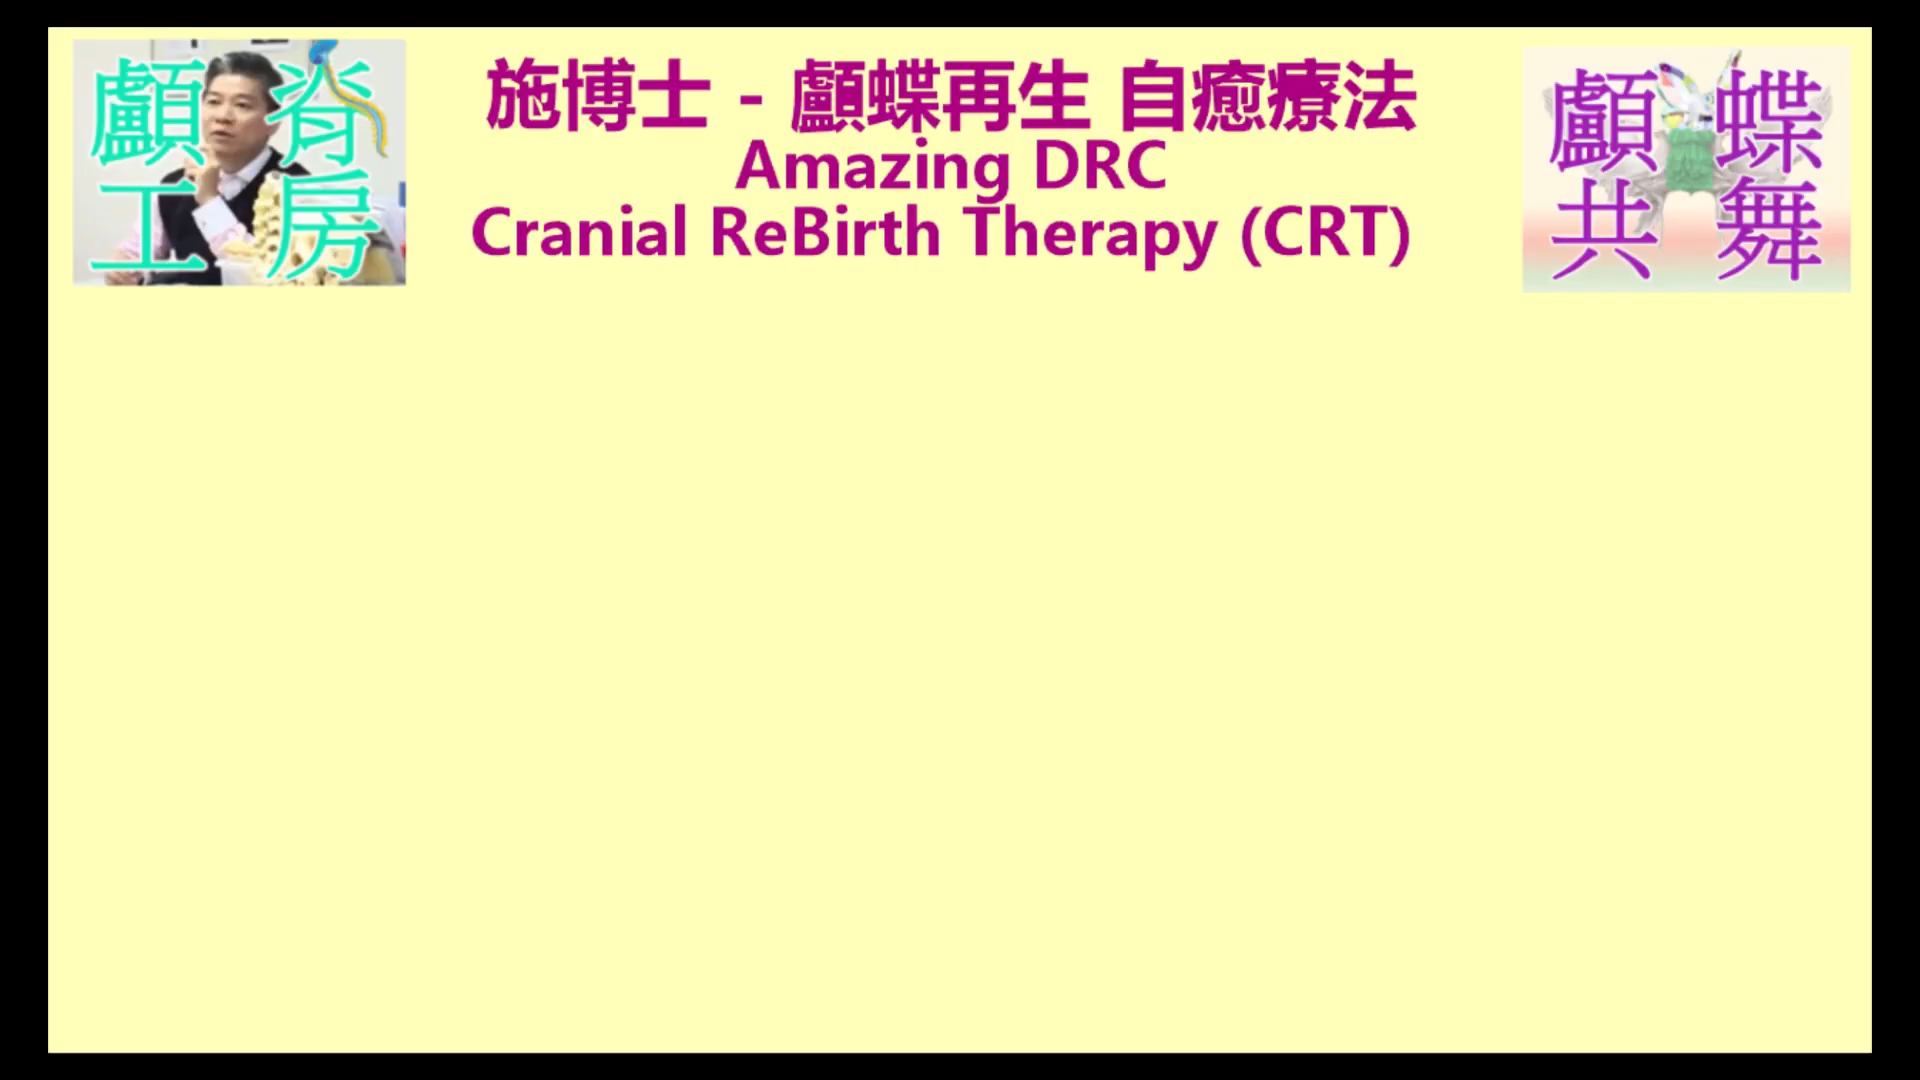 顱脊
工房
施博士 - 顱蝶再生 自癒療法
Amazing DRC
Cranial ReBirth Therapy (CRT)
顱蝶
共舞